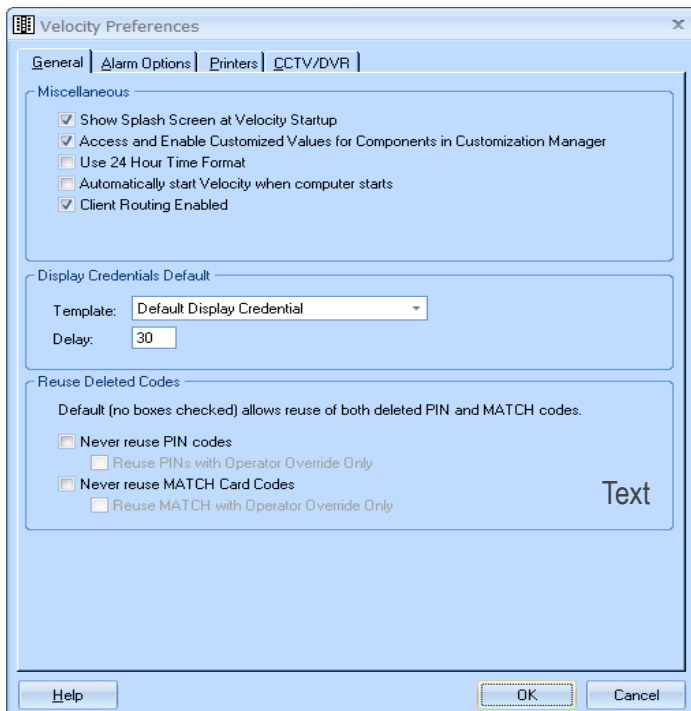 Velocity Preferences
General Alarm Options Printers CCTV/DVR
Miscellaneous
Show Splash Screen at Velocity Startup
Access and Enable Customized Values for Components in Customization Manager
Use 24 Hour Time Format
Automatically start Velocity when computer starts
Client Routing Enabled
Display Credentials Default
Template: Default Display Credential
Delay: 30
Reuse Deleted Codes
Default (no boxes checked) allows reuse of both deleted PIN and MATCH codes.
Never reuse PIN codes
Reuse PINs with Operator Override Only
Never reuse MATCH Card Codes
Reuse MATCH with Operator Override Only
Text
Help OK Cancel